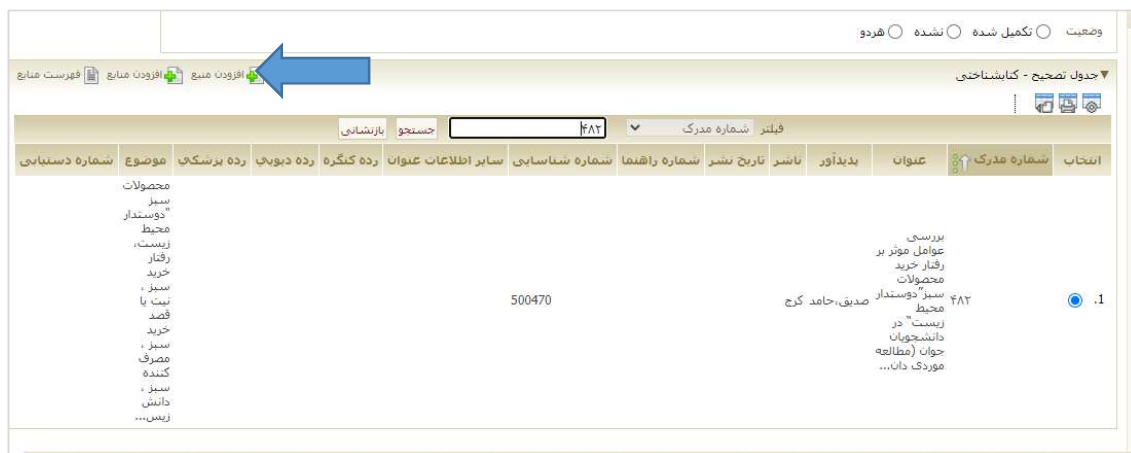 وضعیت تکمیل شده نشده هردو
جدول تصحیح - کتابشناختی
افزودن منبع افزودن منابع فهرست منابع
فیلتر شماره مدرک ۴۸۲ جستجو بازنشانی
انتخاب شماره مدرک عنوان پدیدآور ناشر تاریخ نشر شماره راهنما شماره شناسایی سایر اطلاعات عنوان رده کنگره رده دیویی رده پزشکی موضوع شماره دستیابی
1.
۴۸۲
بررسی
عوامل موثر بر
رفتار خرید
محصولات
سبز"دوستدار
محیط
زیست" در
دانشجویان
جوان (مطالعه
موردی دان...
صدیق،حامد
کرج
500470
محصولات
سبز
"دوستدار
محیط
زیست،
رفتار
خرید
سبز ،
نیت یا
قصد
خرید
سبز ،
مصرف
کننده
سبز ،
دانش
زیس...